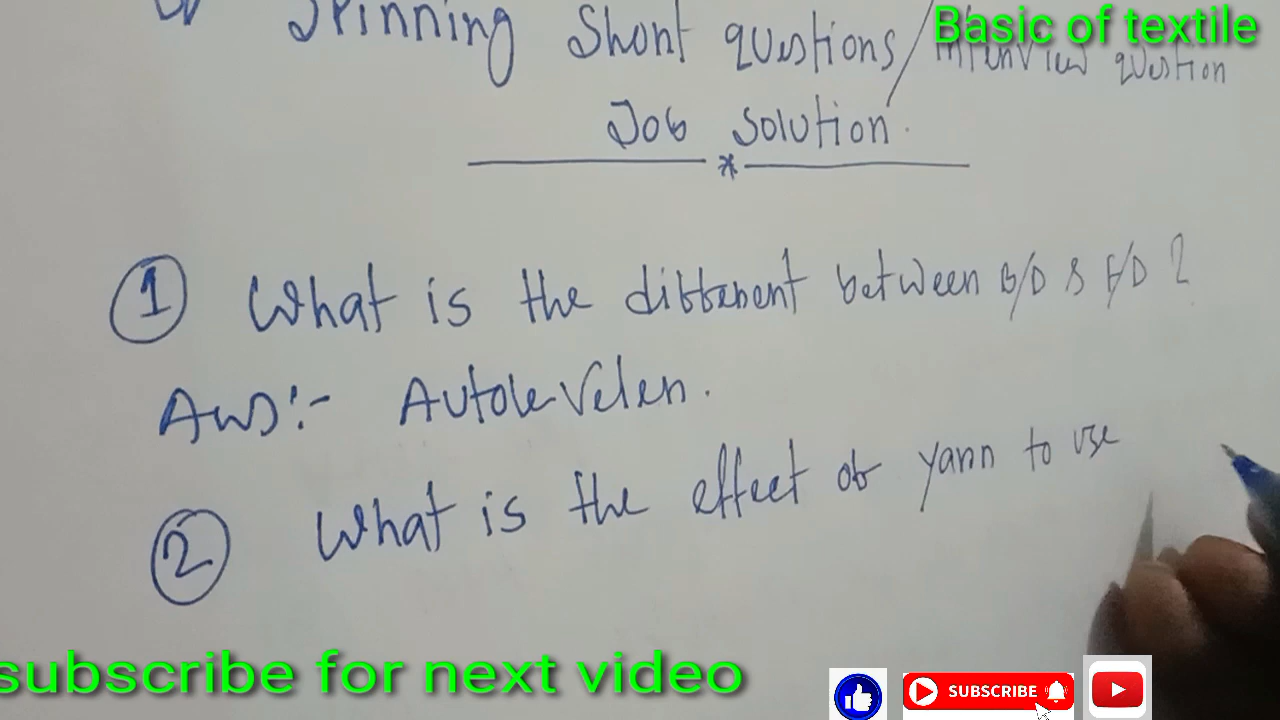 Spinning Short questions/ Interview question
Basic of textile
Job Solution.
*
① What is the different between B/D & F/D ?
Ans:- Autoleveler.
② What is the effect of yarn to use
subscribe for next video
SUBSCRIBE